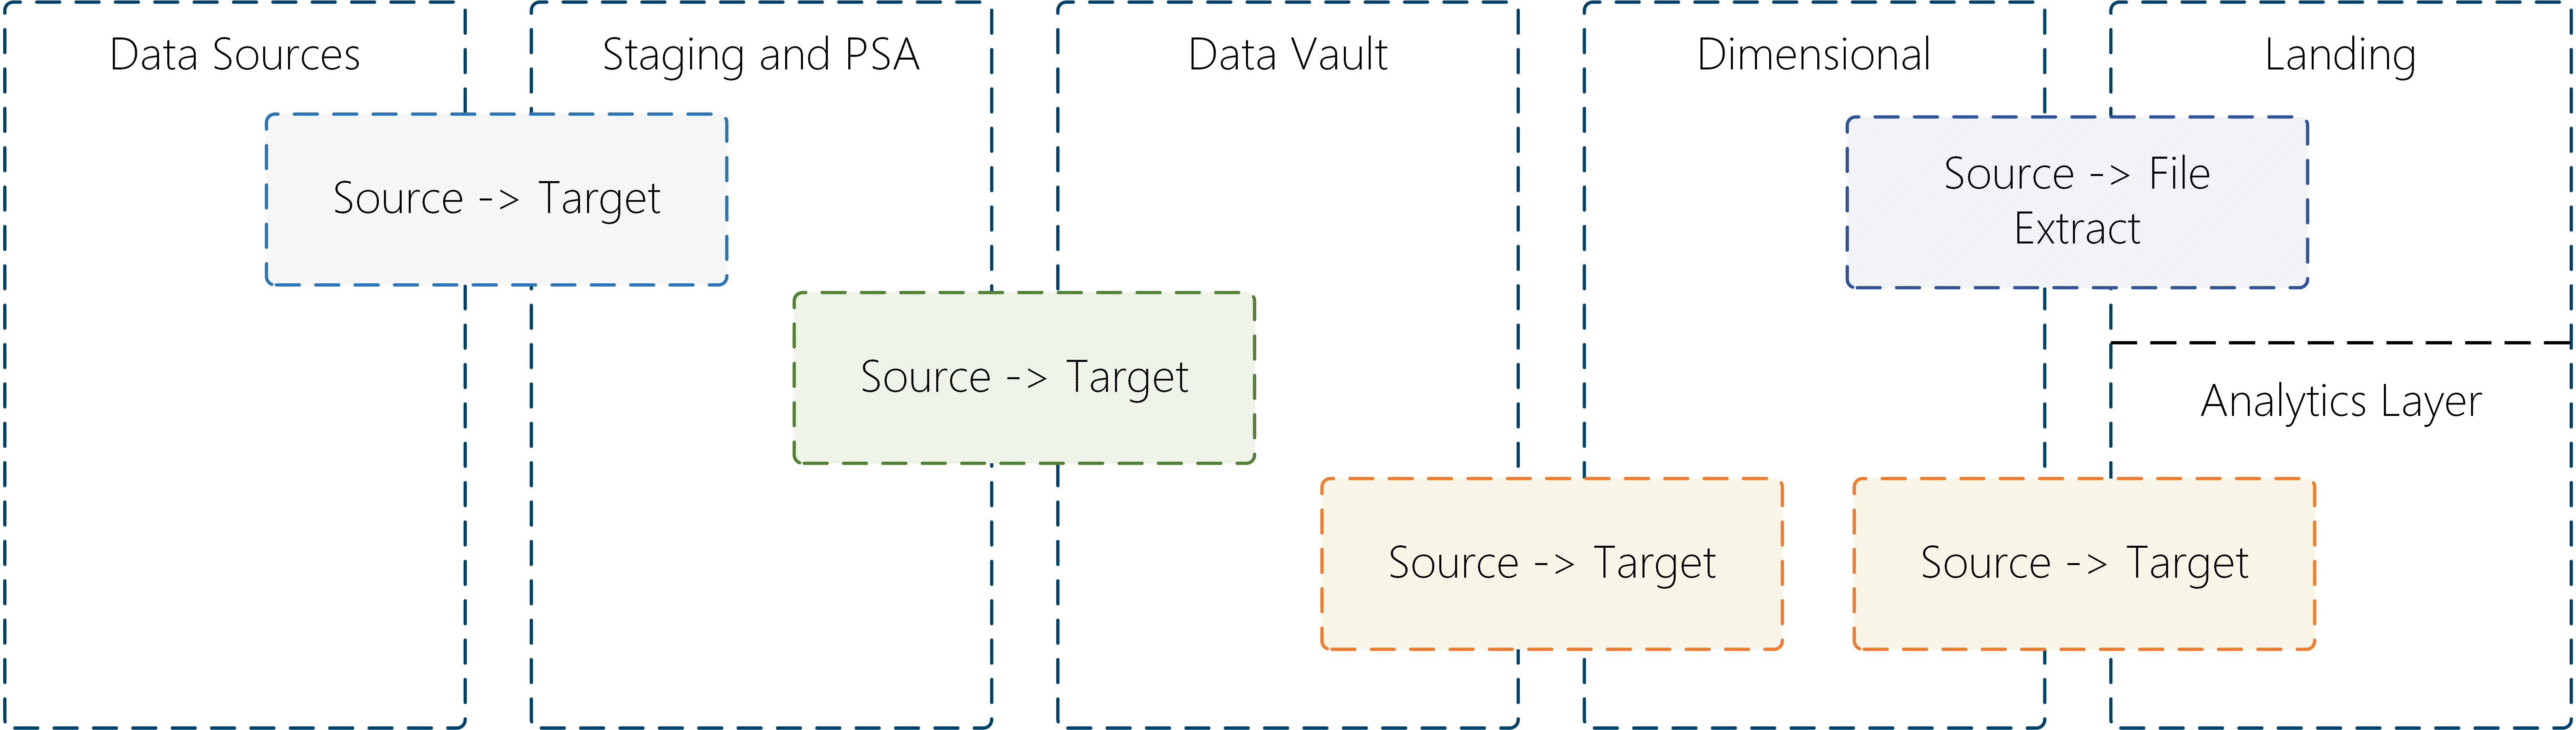 Data Sources
Staging and PSA
Data Vault
Dimensional
Landing
Source -> Target
Source -> File
Extract
Source -> Target
Analytics Layer
Source -> Target
Source -> Target